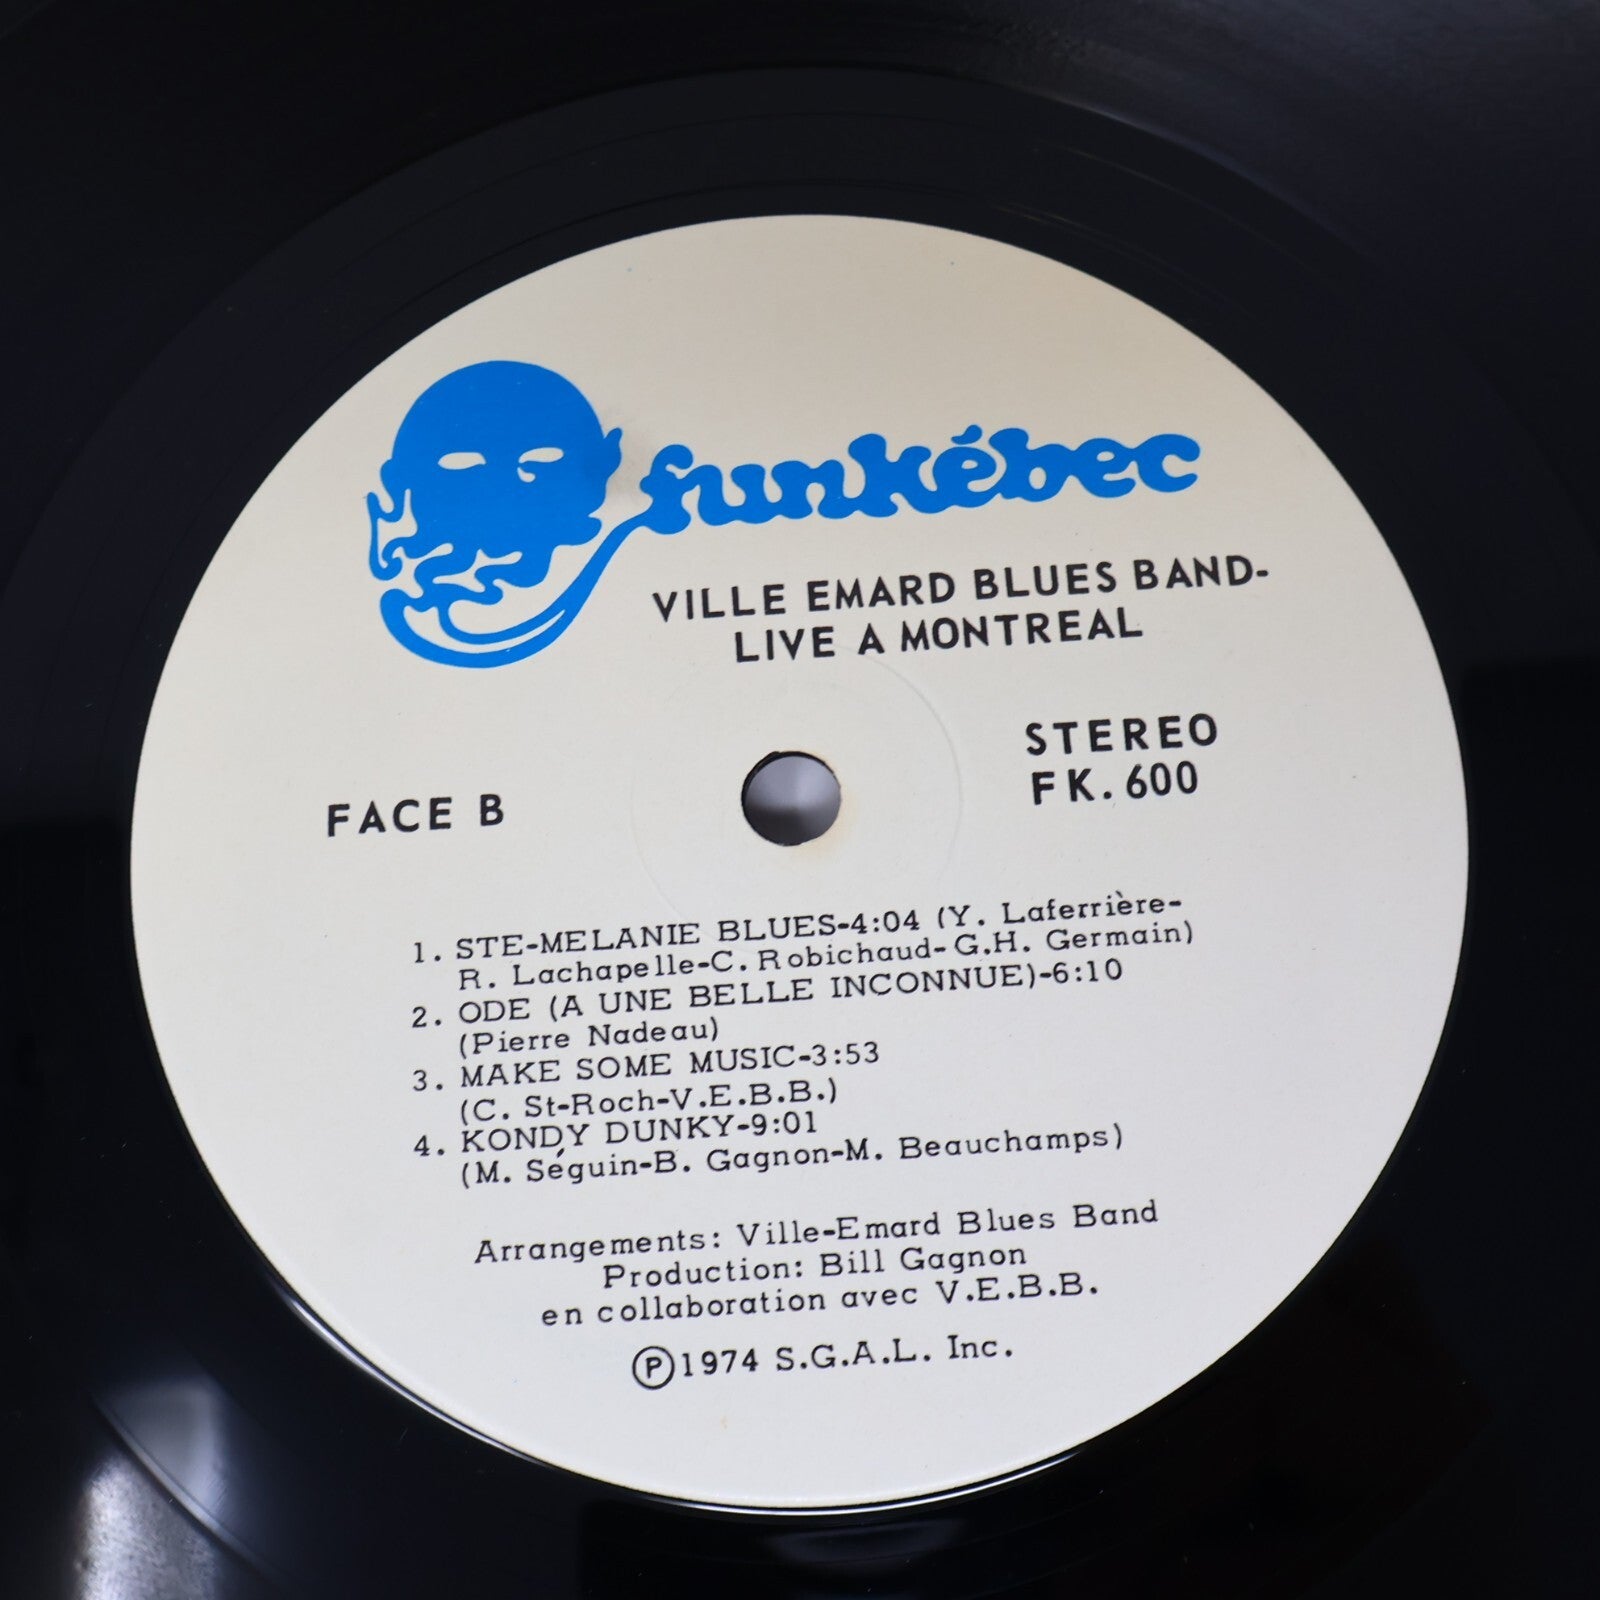 funkébec
VILLE EMARD BLUES BAND-
LIVE A MONTREAL
STEREO
FK. 600
FACE B
1. STE-MELANIE BLUES-4:04 (Y. Laferrière-
R. Lachapelle-C. Robichaud-G.H. Germain)
2. ODE (A UNE BELLE INCONNUE)-6:10
(Pierre Nadeau)
3. MAKE SOME MUSIC-3:53
(C. St-Roch-V.E.B.B.)
4. KONDY DUNKY-9:01
(M. Séguin-B. Gagnon-M. Beauchamps)
Arrangements: Ville-Emard Blues Band
Production: Bill Gagnon
en collaboration avec V.E.B.B.
Ⓟ1974 S.G.A.L. Inc.